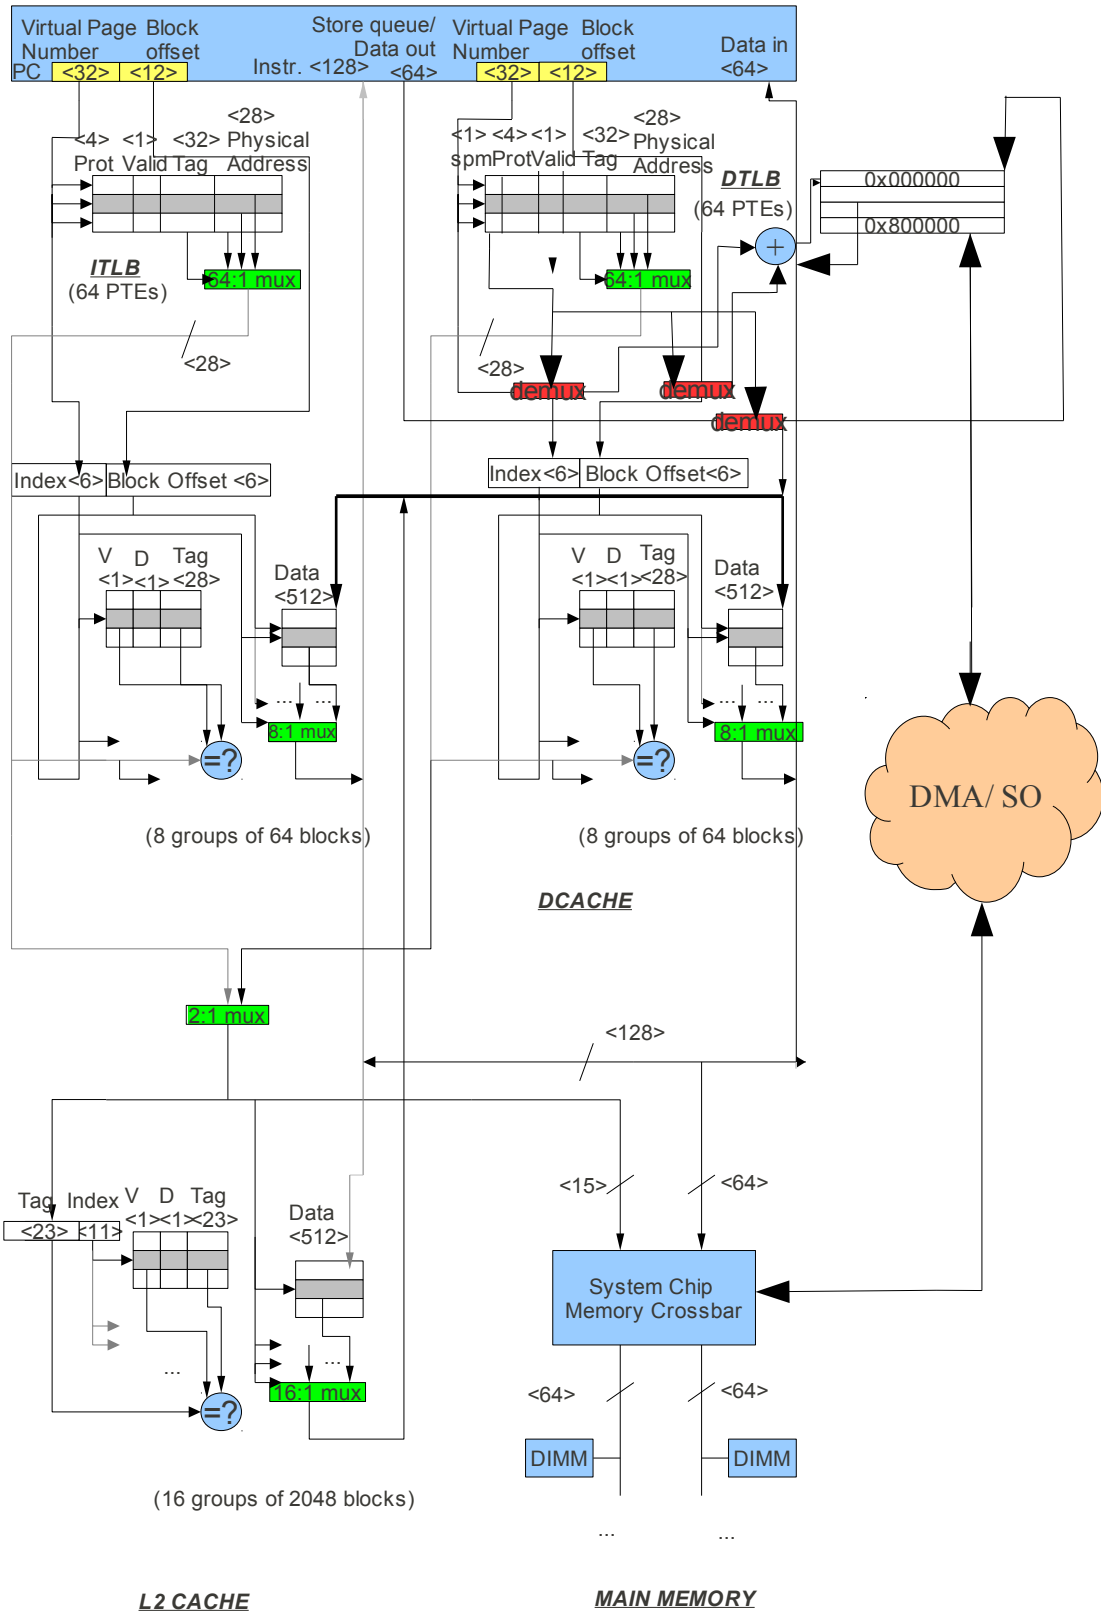 Virtual Page Block
Number offset
PC <32> <12>
Store queue/
Data out
Instr. <128> <64>
Virtual Page Block
Number offset
<32> <12>
Data in
<64>
<4> <1> <32> <28>
Prot Valid Tag Physical
Address
ITLB
(64 PTEs)
64:1 mux
<28>
<1> <4> <1> <32> <28>
spm Prot Valid Tag Physical
Address
DTLB
(64 PTEs)
64:1 mux
<28>
+
0x000000
0x800000
demux
demux
demux
Index<6> Block Offset <6>
Index<6> Block Offset<6>
V D Tag
<1> <1> <28>
Data
<512>
...
...
8:1 mux
=?
(8 groups of 64 blocks)
V D Tag
<1> <1> <28>
Data
<512>
...
...
8:1 mux
=?
(8 groups of 64 blocks)
DCACHE
DMA/ SO
2:1 mux
<128>
<15> <64>
Tag Index
<23> <11>
V D Tag
<1> <1> <23>
Data
<512>
...
...
16:1 mux
=?
(16 groups of 2048 blocks)
System Chip
Memory Crossbar
<64> <64>
DIMM DIMM
... ...
L2 CACHE
MAIN MEMORY